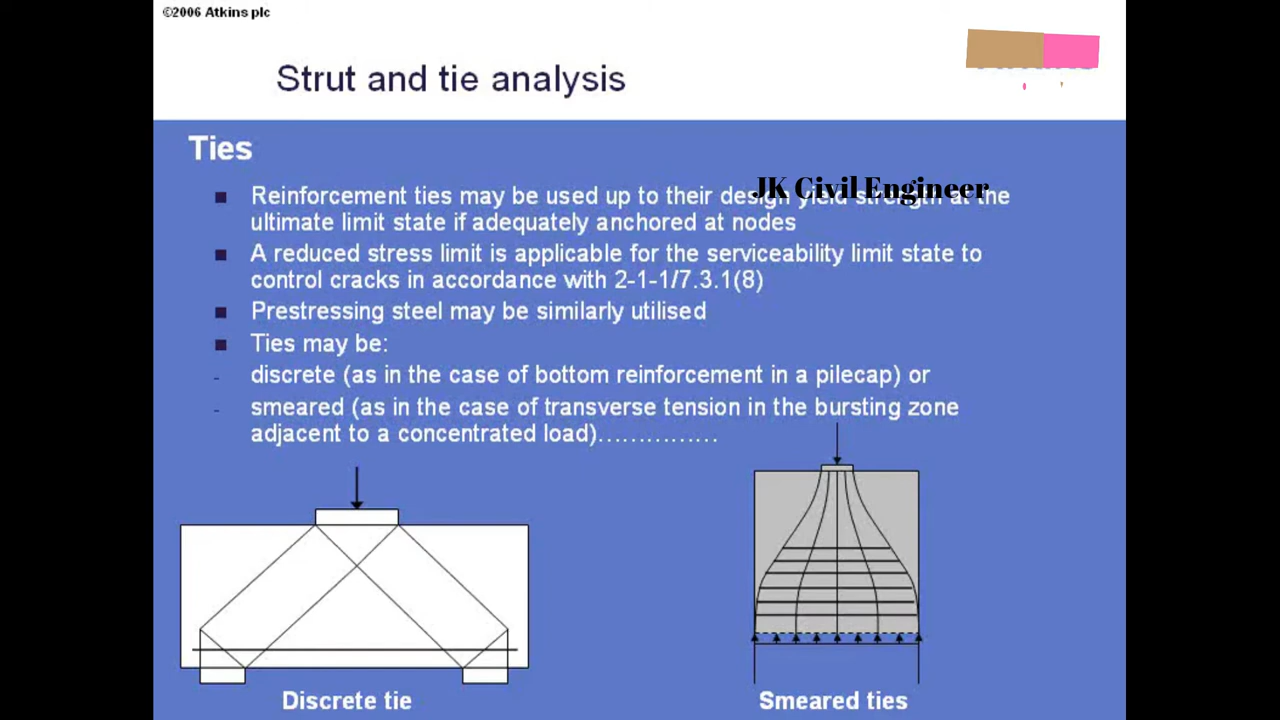 ©2006 Atkins plc
Strut and tie analysis
Ties
JK Civil Engineer
Reinforcement ties may be used up to their design yield strength at the
ultimate limit state if adequately anchored at nodes
A reduced stress limit is applicable for the serviceability limit state to
control cracks in accordance with 2-1-1/7.3.1(8)
Prestressing steel may be similarly utilised
Ties may be:
- discrete (as in the case of bottom reinforcement in a pilecap) or
- smeared (as in the case of transverse tension in the bursting zone
adjacent to a concentrated load)...............
Discrete tie
Smeared ties